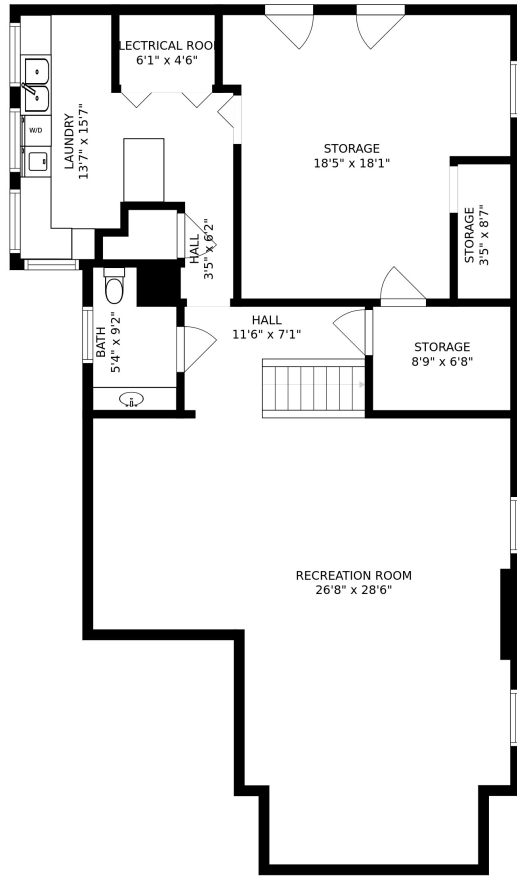 LECTRICAL ROO
6'1" x 4'6"
LAUNDRY
13'7" x 15'7"
W/D
STORAGE
18'5" x 18'1"
STORAGE
3'5" x 8'7"
HALL
3'5" x 6'2"
HALL
11'6" x 7'1"
BATH
5'4" x 9'2"
STORAGE
8'9" x 6'8"
RECREATION ROOM
26'8" x 28'6"